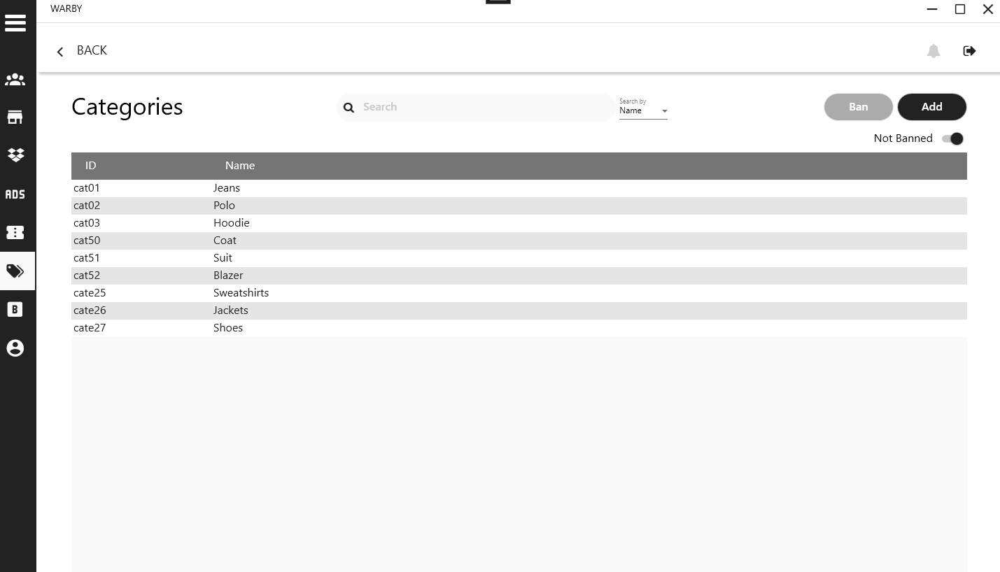 WARBY
BACK
Categories
Search
Search by
Name
Ban
Add
Not Banned
ID Name
cat01 Jeans
cat02 Polo
cat03 Hoodie
cat50 Coat
cat51 Suit
cat52 Blazer
cate25 Sweatshirts
cate26 Jackets
cate27 Shoes
ADS
B